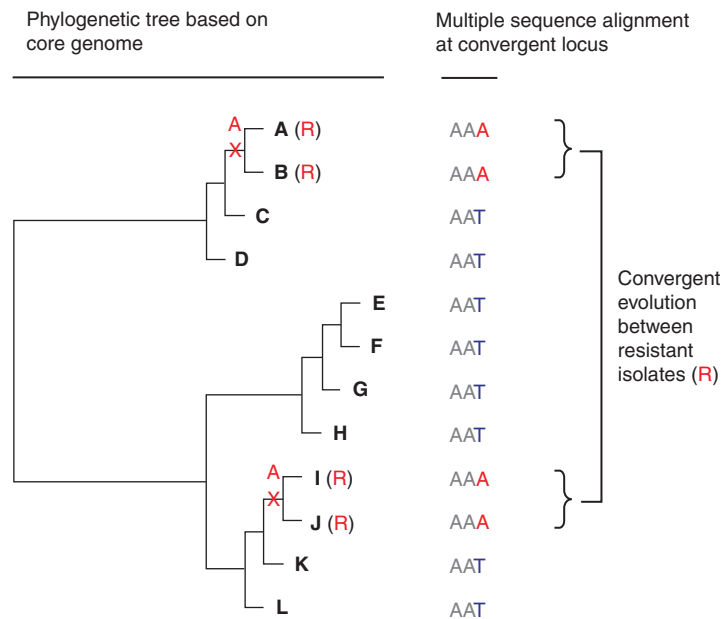 Phylogenetic tree based on
core genome
Multiple sequence alignment
at convergent locus
A
X
A (R) AAA
B (R) AAA
C AAT
D AAT
E AAT
F AAT
G AAT
H AAT
A
X
I (R) AAA
J (R) AAA
K AAT
L AAT
Convergent
evolution
between
resistant
isolates (R)